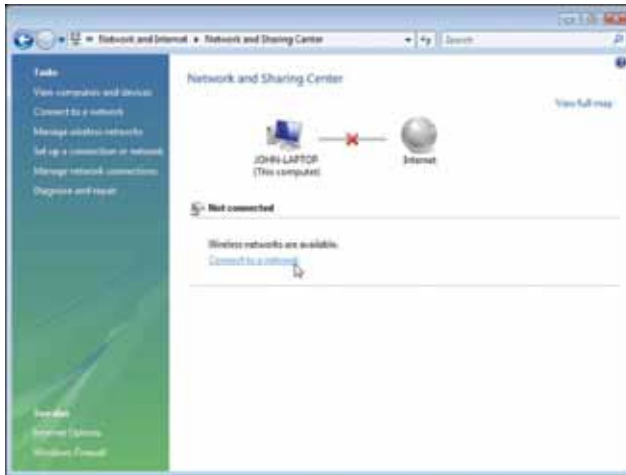 Network and Internet Network and Sharing Center
Search
Tasks
View computers and devices
Connect to a network
Manage wireless networks
Set up a connection or network
Manage network connections
Diagnose and repair
Network and Sharing Center
View full map
JOHN-LAPTOP
(This computer)
Internet
Not connected
Wireless networks are available.
Connect to a network
See also
Internet Options
Windows Firewall